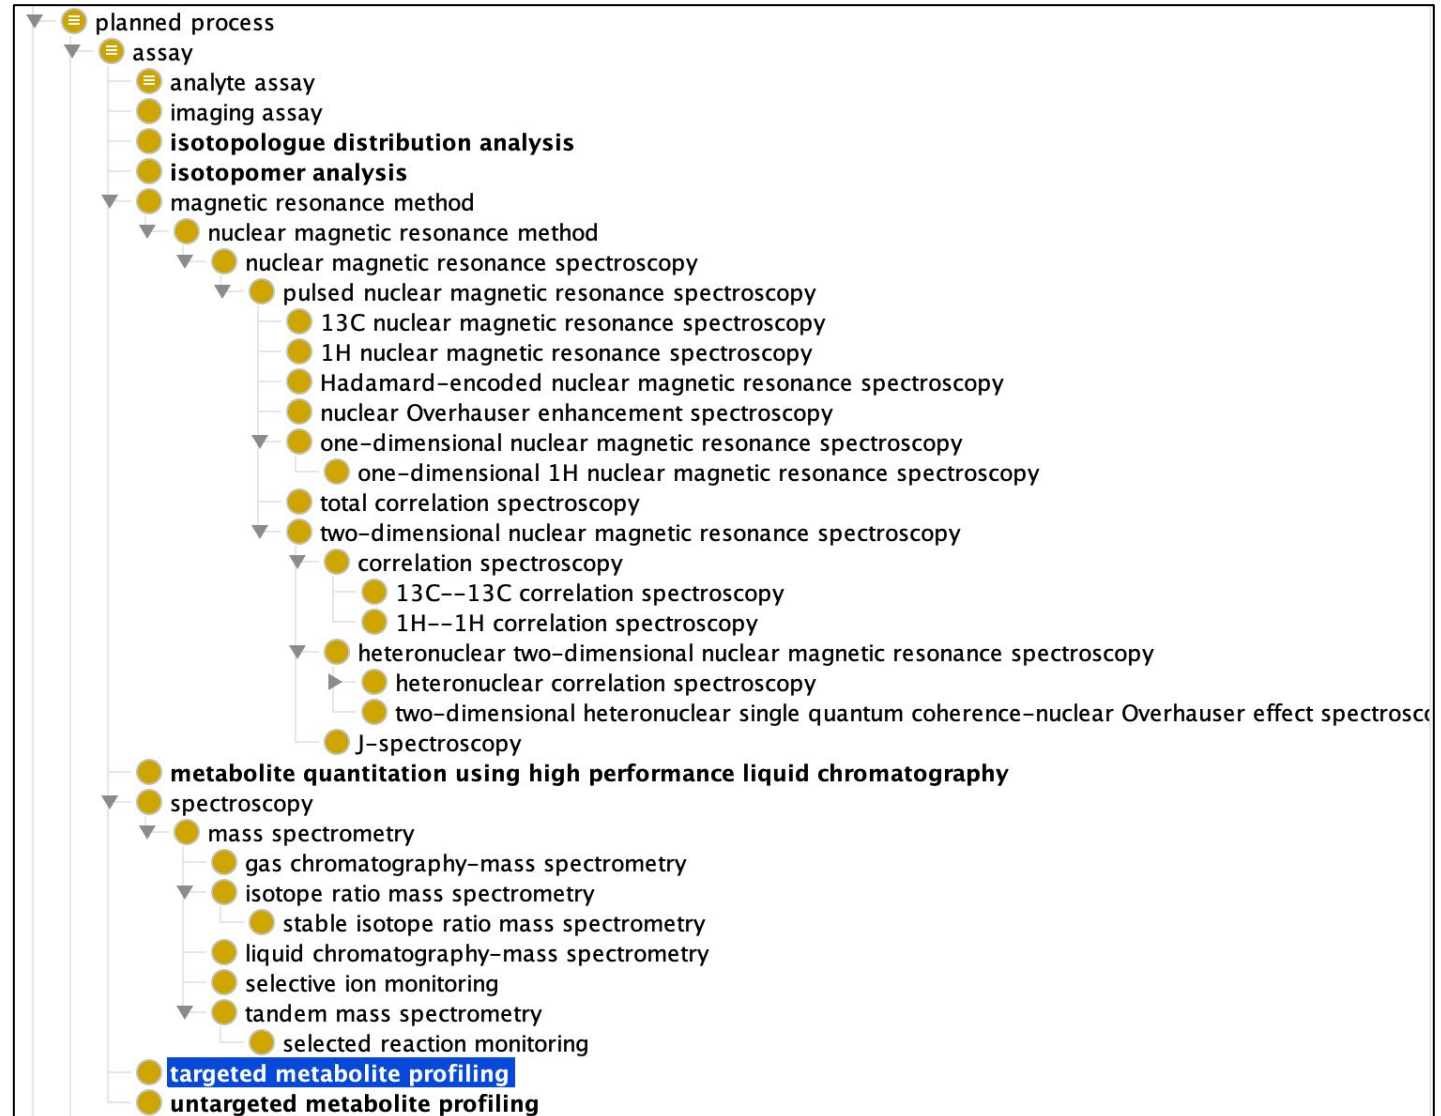 planned process
assay
analyte assay
imaging assay
isotopologue distribution analysis
isotopomer analysis
magnetic resonance method
nuclear magnetic resonance method
nuclear magnetic resonance spectroscopy
pulsed nuclear magnetic resonance spectroscopy
13C nuclear magnetic resonance spectroscopy
1H nuclear magnetic resonance spectroscopy
Hadamard-encoded nuclear magnetic resonance spectroscopy
nuclear Overhauser enhancement spectroscopy
one-dimensional nuclear magnetic resonance spectroscopy
one-dimensional 1H nuclear magnetic resonance spectroscopy
total correlation spectroscopy
two-dimensional nuclear magnetic resonance spectroscopy
correlation spectroscopy
13C--13C correlation spectroscopy
1H--1H correlation spectroscopy
heteronuclear two-dimensional nuclear magnetic resonance spectroscopy
heteronuclear correlation spectroscopy
two-dimensional heteronuclear single quantum coherence-nuclear Overhauser effect spectrosc
J-spectroscopy
metabolite quantitation using high performance liquid chromatography
spectroscopy
mass spectrometry
gas chromatography-mass spectrometry
isotope ratio mass spectrometry
stable isotope ratio mass spectrometry
liquid chromatography-mass spectrometry
selective ion monitoring
tandem mass spectrometry
selected reaction monitoring
targeted metabolite profiling
untargeted metabolite profiling